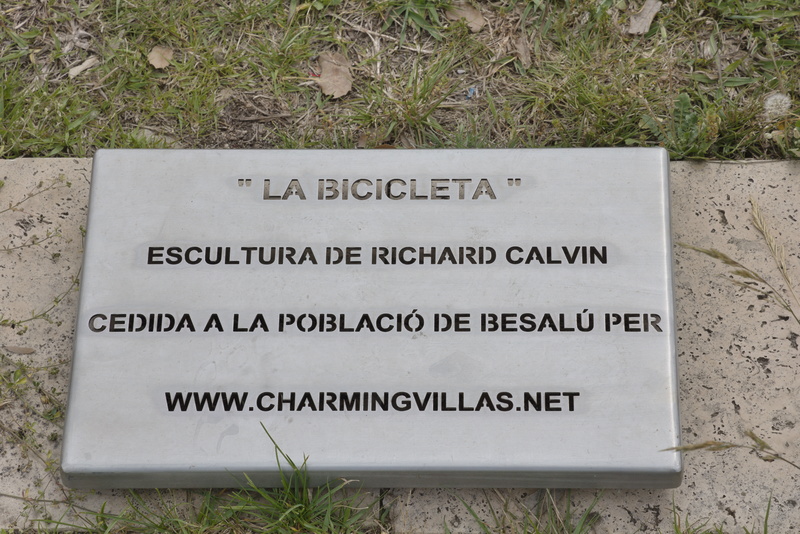 " LA BICICLETA "
ESCULTURA DE RICHARD CALVIN
CEDIDA A LA POBLACIÓ DE BESALÚ PER
WWW.CHARMINGVILLAS.NET